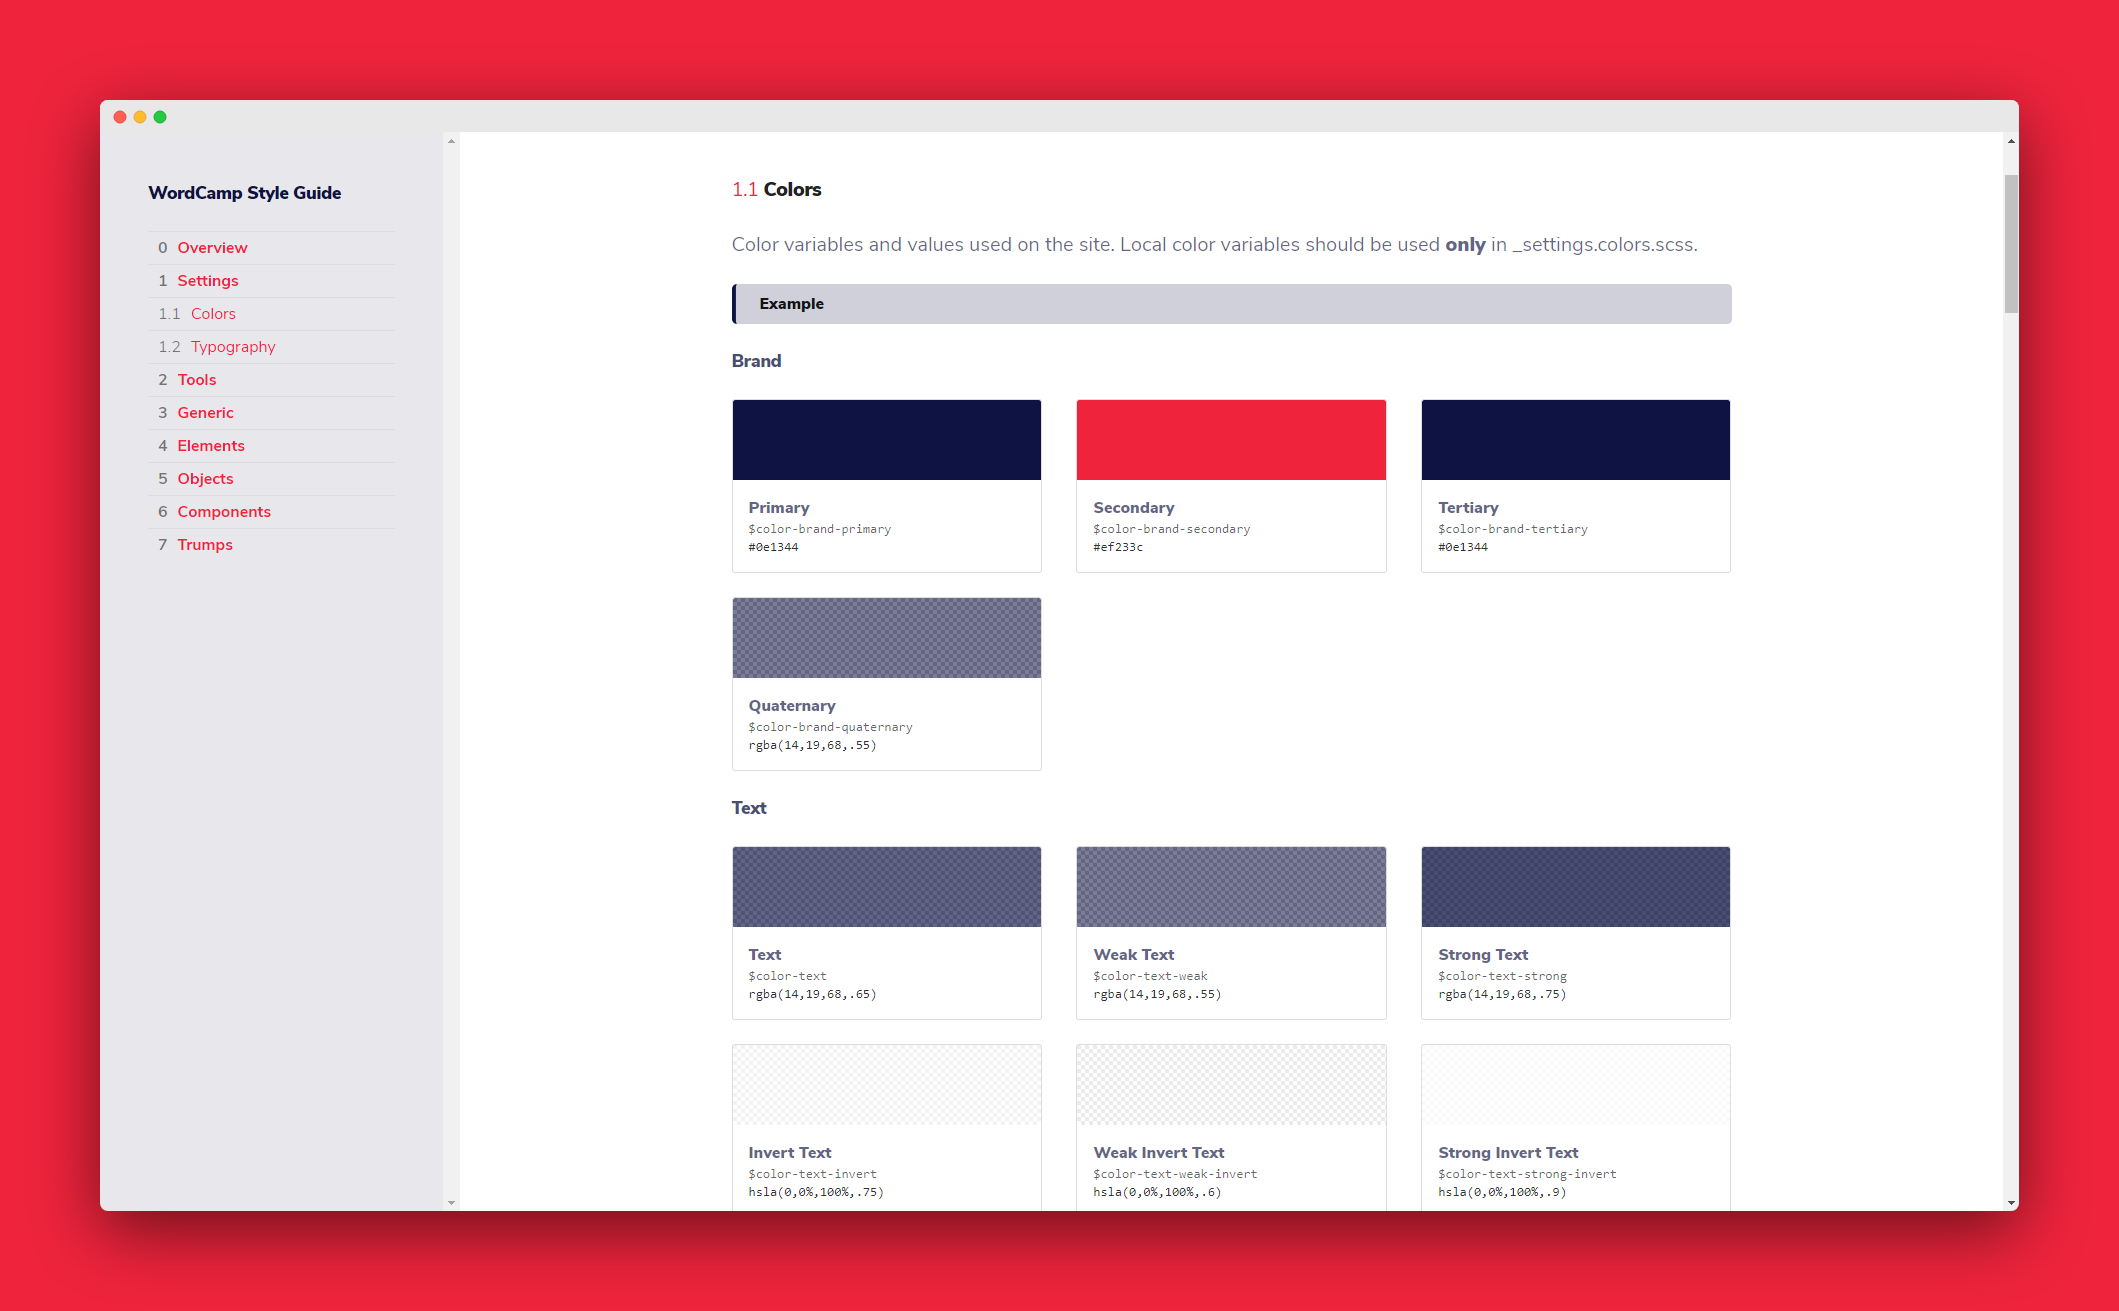 WordCamp Style Guide
0 Overview
1 Settings
1.1 Colors
1.2 Typography
2 Tools
3 Generic
4 Elements
5 Objects
6 Components
7 Trumps
1.1 Colors
Color variables and values used on the site. Local color variables should be used only in _settings.colors.scss.
Example
Brand
Primary
$color-brand-primary
#0e1344
Secondary
$color-brand-secondary
#ef233c
Tertiary
$color-brand-tertiary
#0e1344
Quaternary
$color-brand-quaternary
rgba(14,19,68,.55)
Text
Text
$color-text
rgba(14,19,68,.65)
Weak Text
$color-text-weak
rgba(14,19,68,.55)
Strong Text
$color-text-strong
rgba(14,19,68,.75)
Invert Text
$color-text-invert
hsla(0,0%,100%,.75)
Weak Invert Text
$color-text-weak-invert
hsla(0,0%,100%,.6)
Strong Invert Text
$color-text-strong-invert
hsla(0,0%,100%,.9)